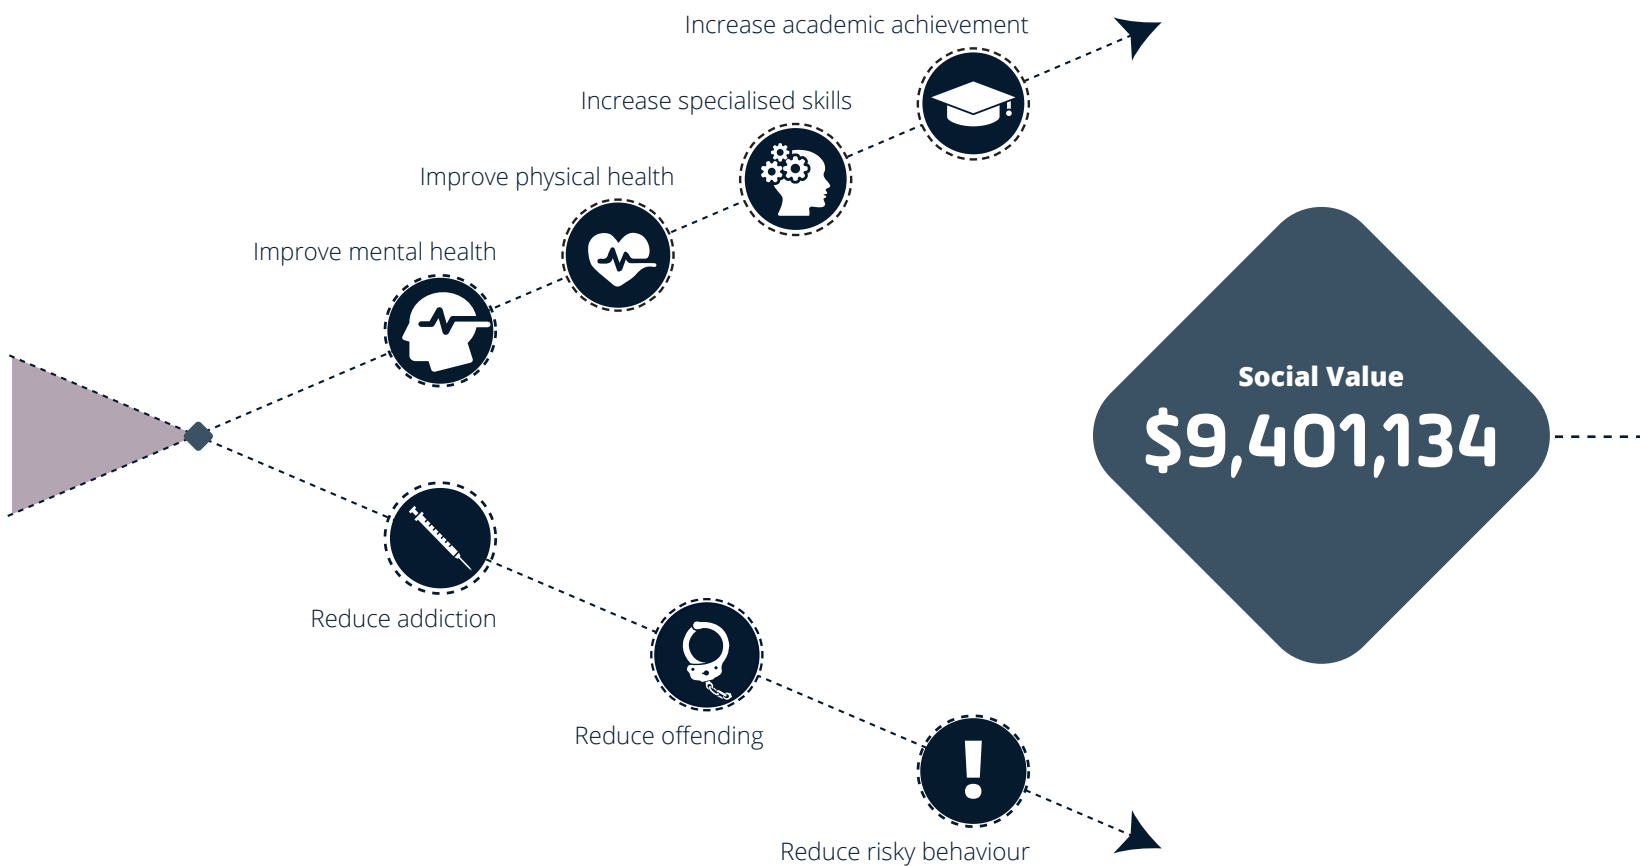 Increase academic achievement
Increase specialised skills
Improve physical health
Improve mental health
Social Value
$9,401,134
Reduce addiction
Reduce offending
Reduce risky behaviour